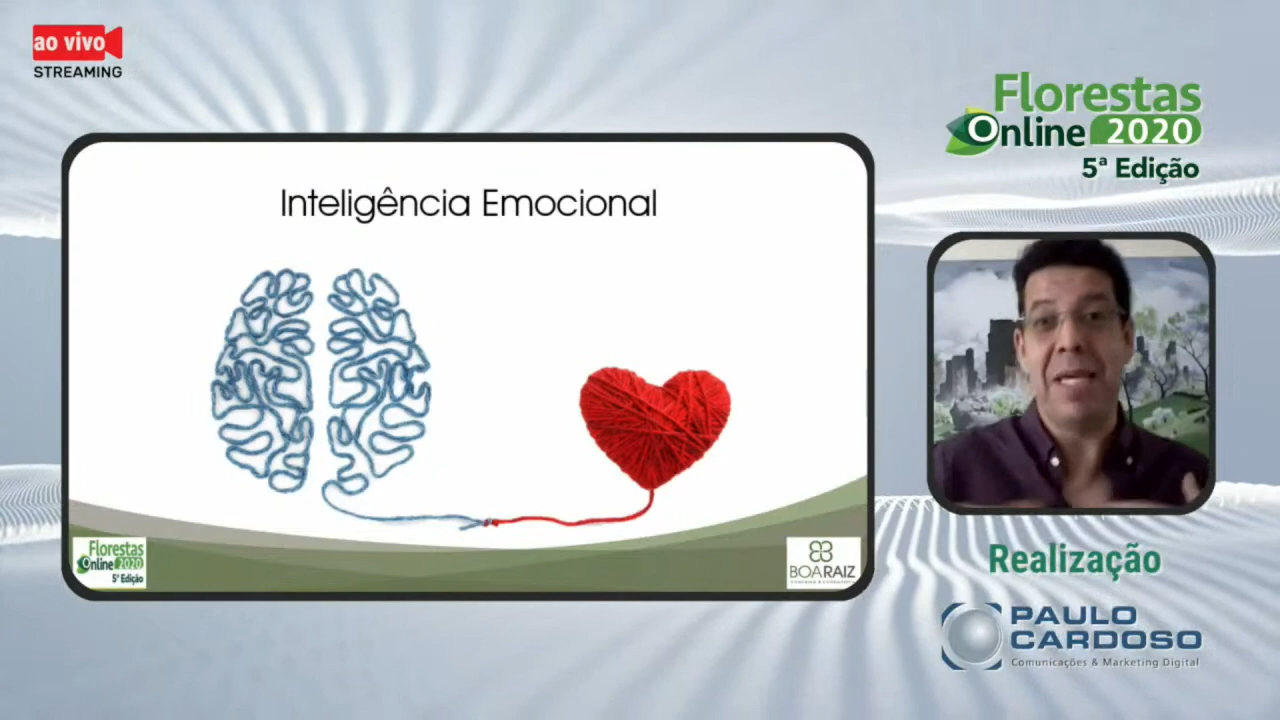 ao vivo
STREAMING
Florestas
Online 2020
5ª Edição
Inteligência Emocional
Florestas
Online 2020
5ª Edição
BOARAIZ
Realização
PAULO
CARDOSO
Comunicações & Marketing Digital